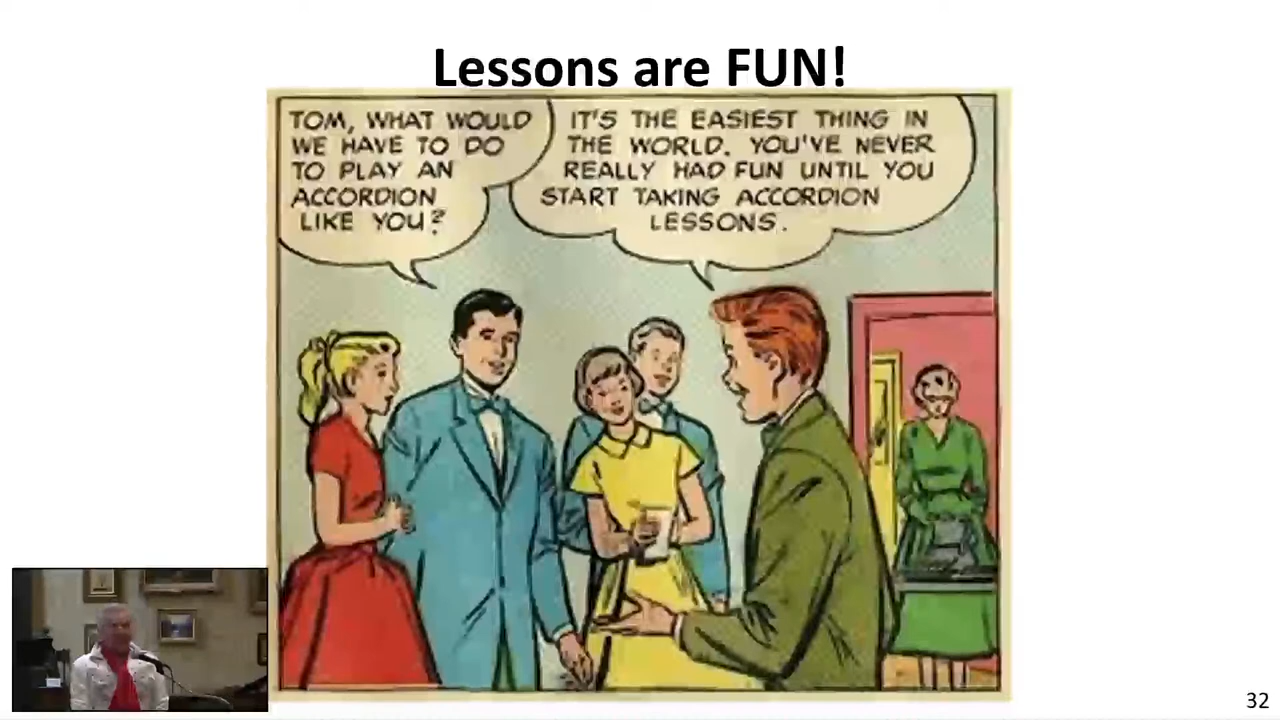 Lessons are FUN!
TOM, WHAT WOULD
WE HAVE TO DO
TO PLAY AN
ACCORDION
LIKE YOU?
IT'S THE EASIEST THING IN
THE WORLD. YOU'VE NEVER
REALLY HAD FUN UNTIL YOU
START TAKING ACCORDION
LESSONS.
32